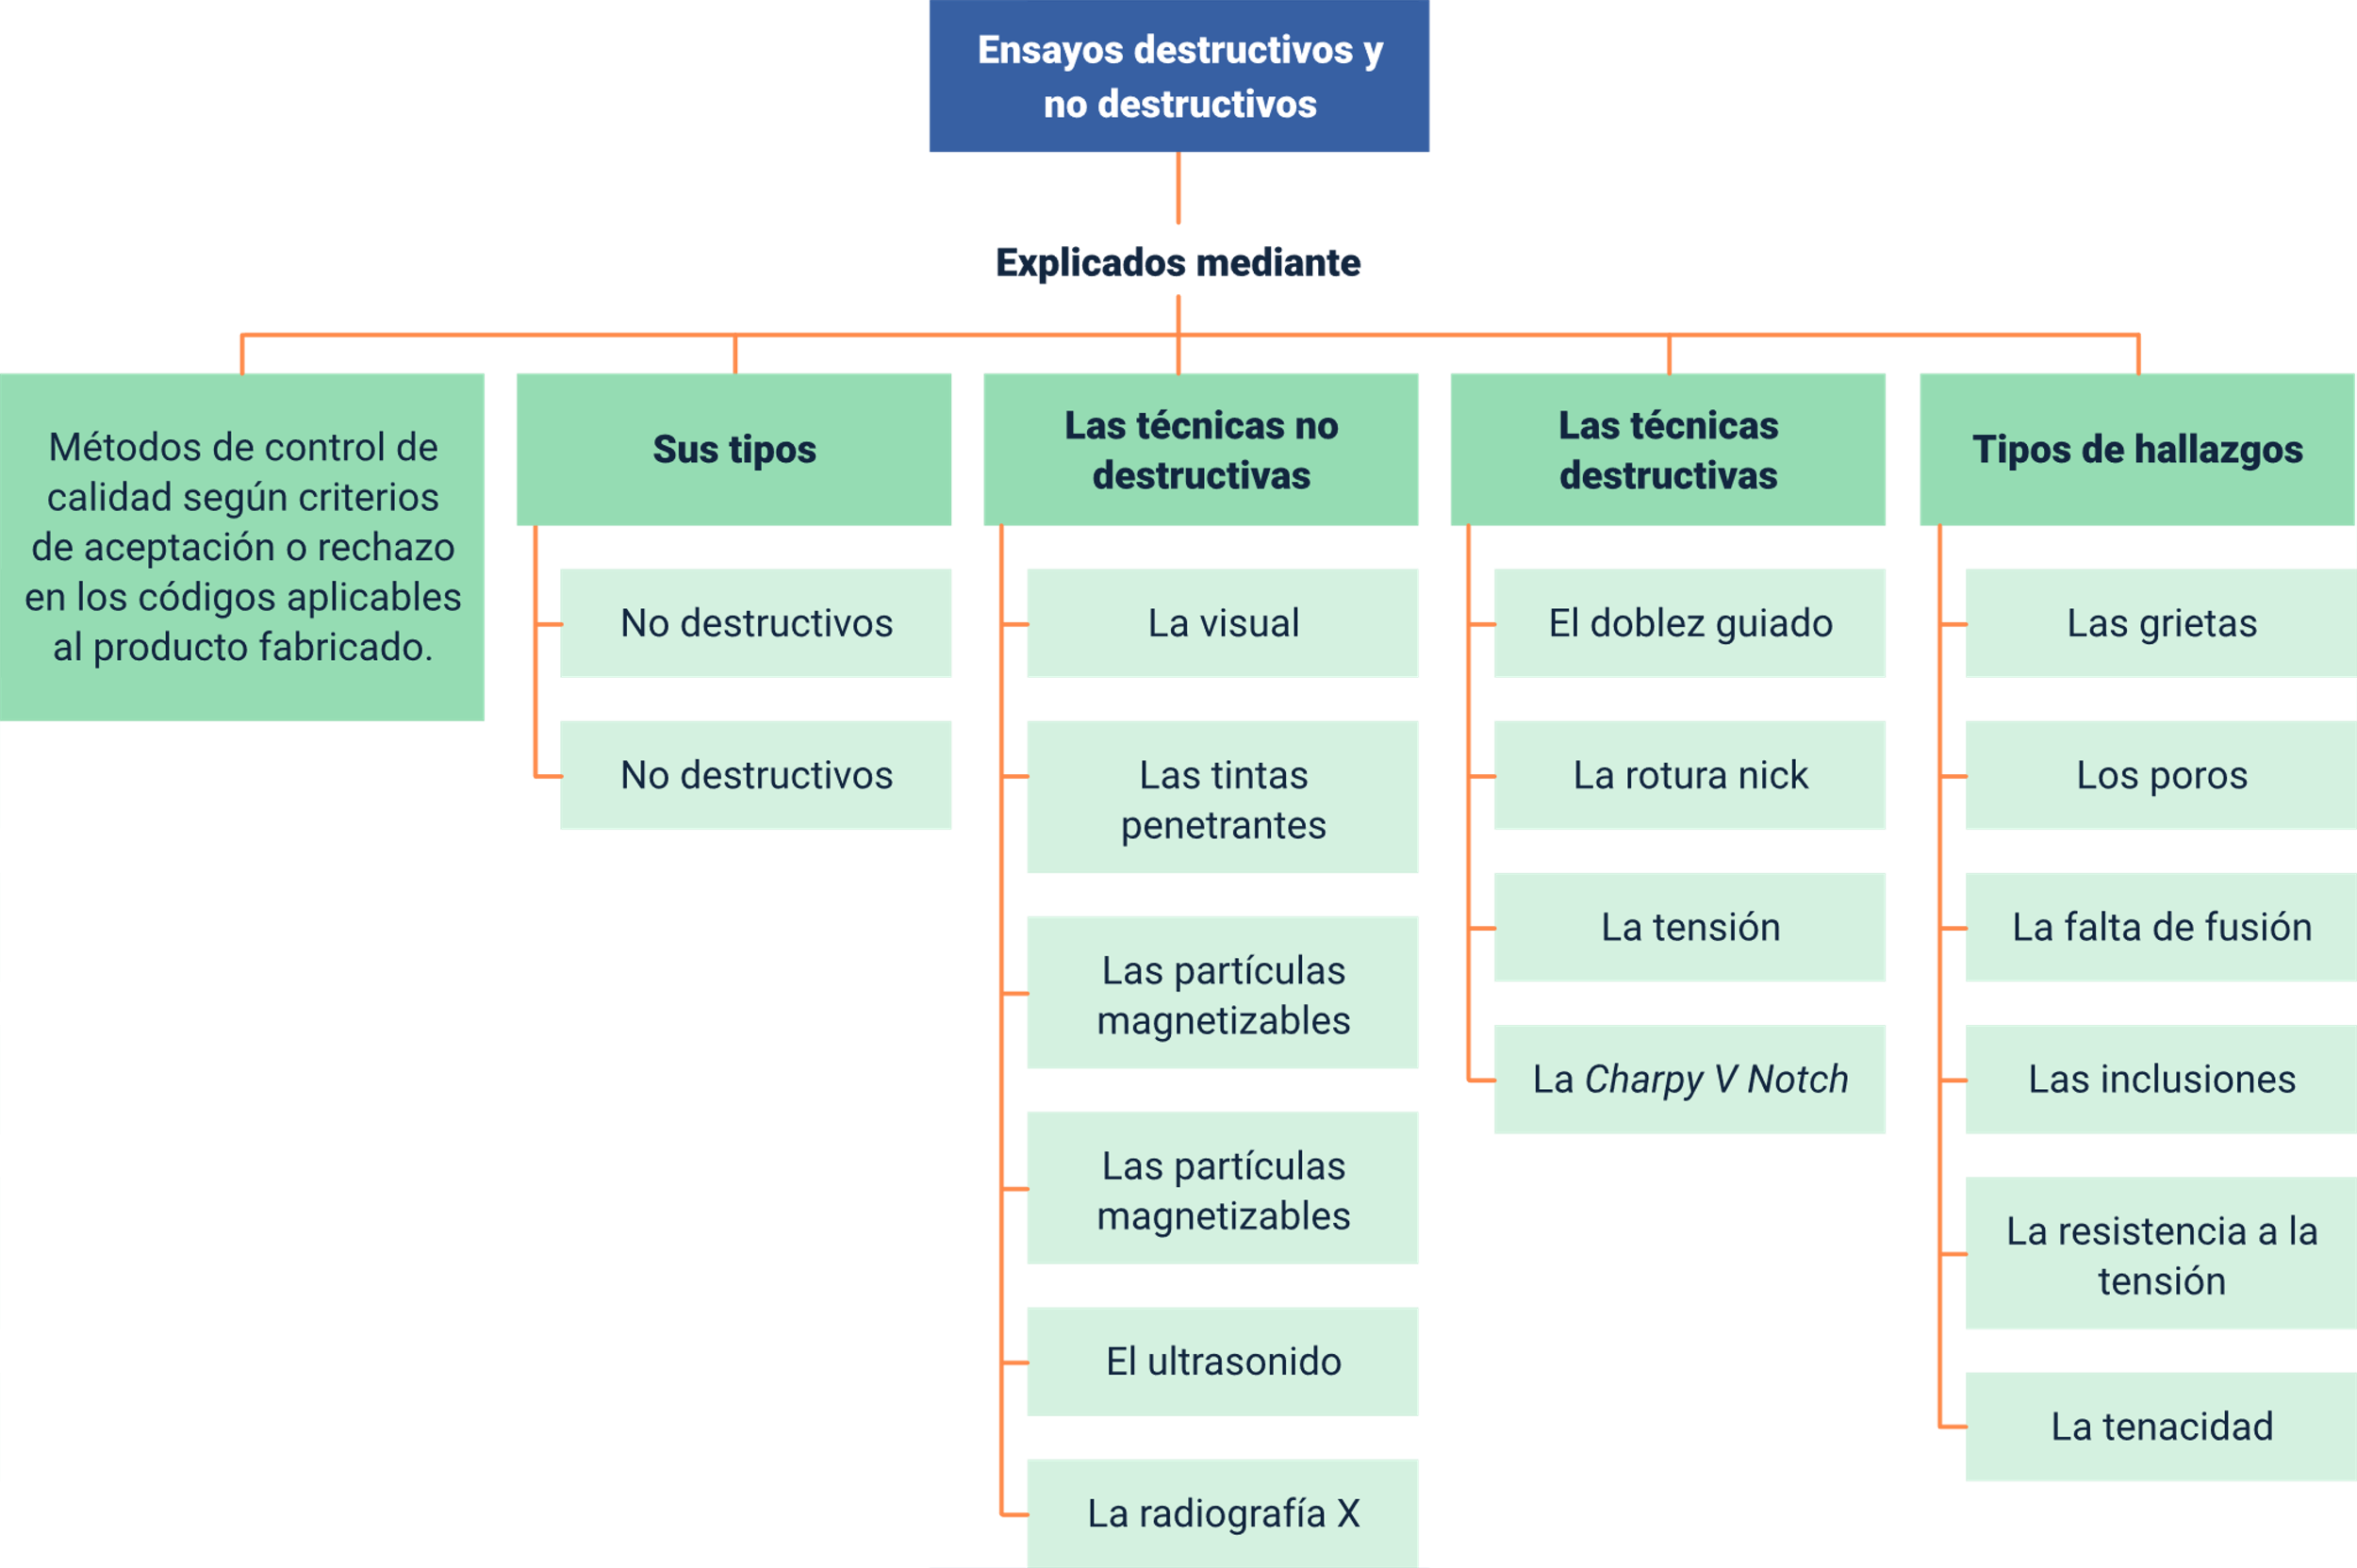 Ensayos destructivos y
no destructivos
Explicados mediante
Métodos de control de
calidad según criterios
de aceptación o rechazo
en los códigos aplicables
al producto fabricado.
Sus tipos
No destructivos
No destructivos
Las técnicas no
destructivas
La visual
Las tintas
penetrantes
Las partículas
magnetizables
Las partículas
magnetizables
El ultrasonido
La radiografía X
Las técnicas
destructivas
El doblez guiado
La rotura nick
La tensión
La Charpy V Notch
Tipos de hallazgos
Las grietas
Los poros
La falta de fusión
Las inclusiones
La resistencia a la
tensión
La tenacidad